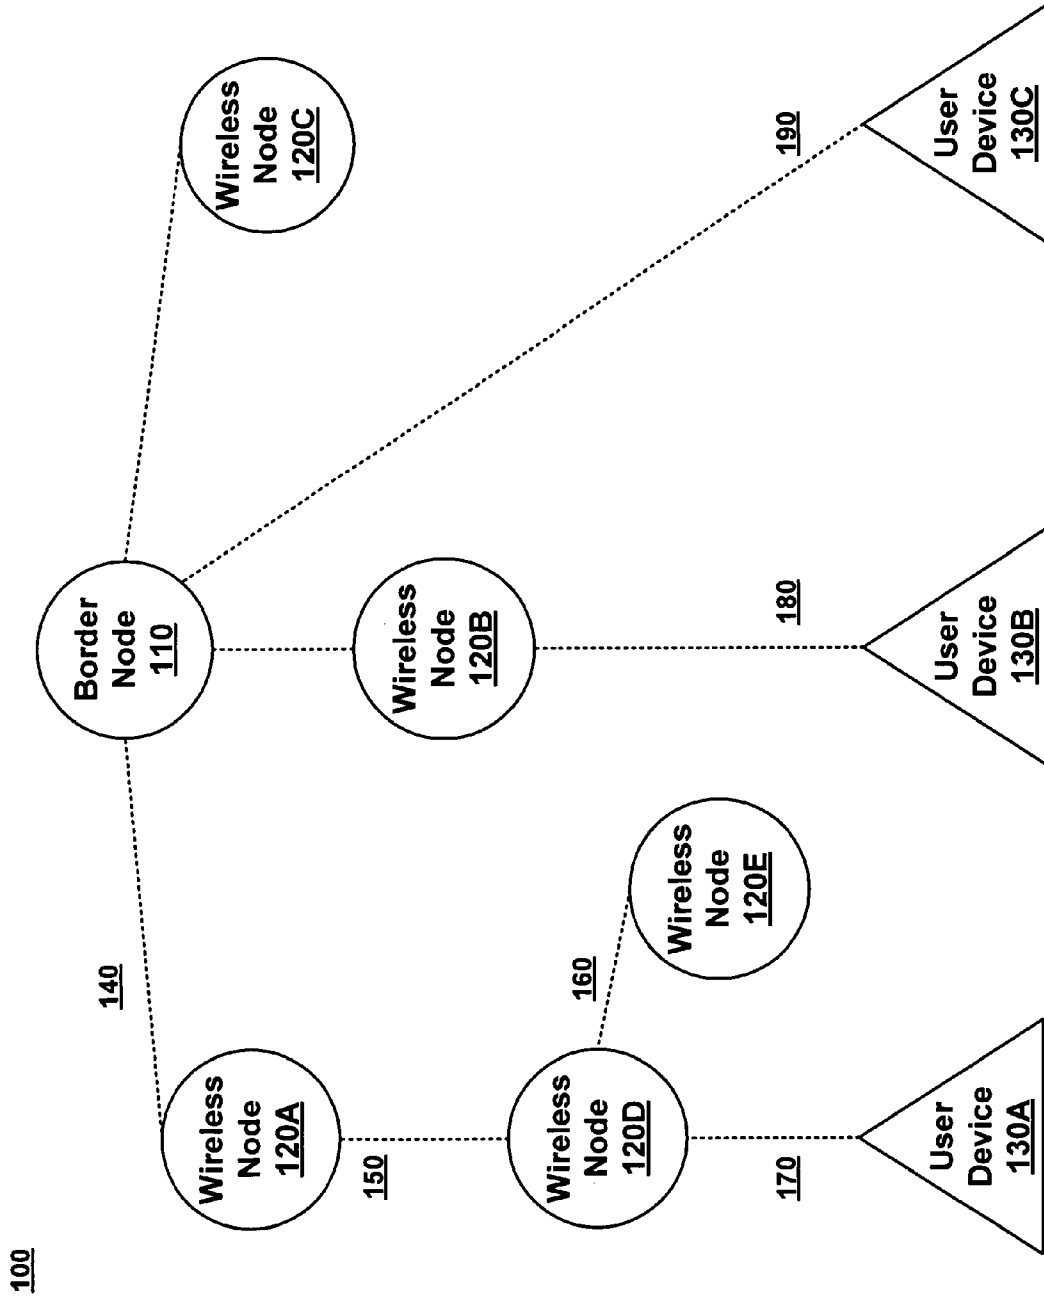 100
Border
Node
110
140
Wireless
Node
120A
Wireless
Node
120C
150
Wireless
Node
120B
Wireless
Node
120D
160
Wireless
Node
120E
170
180
190
User
Device
130A
User
Device
130B
User
Device
130C